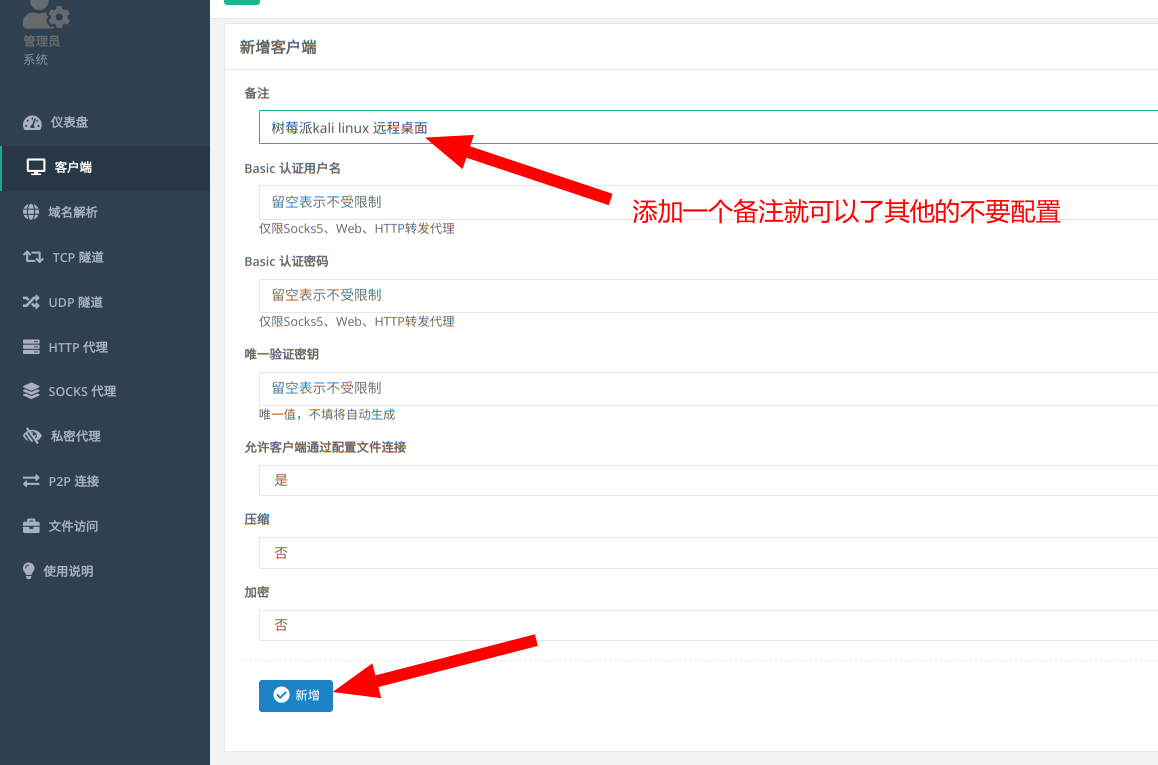 管理员
系统
仪表盘
客户端
域名解析
TCP 隧道
UDP 隧道
HTTP 代理
SOCKS 代理
私密代理
P2P 连接
文件访问
使用说明
新增客户端
备注
树莓派kali linux 远程桌面
Basic 认证用户名
留空表示不受限制
添加一个备注就可以了其他的不要配置
仅限Socks5、Web、HTTP转发代理
Basic 认证密码
留空表示不受限制
仅限Socks5、Web、HTTP转发代理
唯一验证密钥
留空表示不受限制
唯一值，不填将自动生成
允许客户端通过配置文件连接
是
压缩
否
加密
否
新增